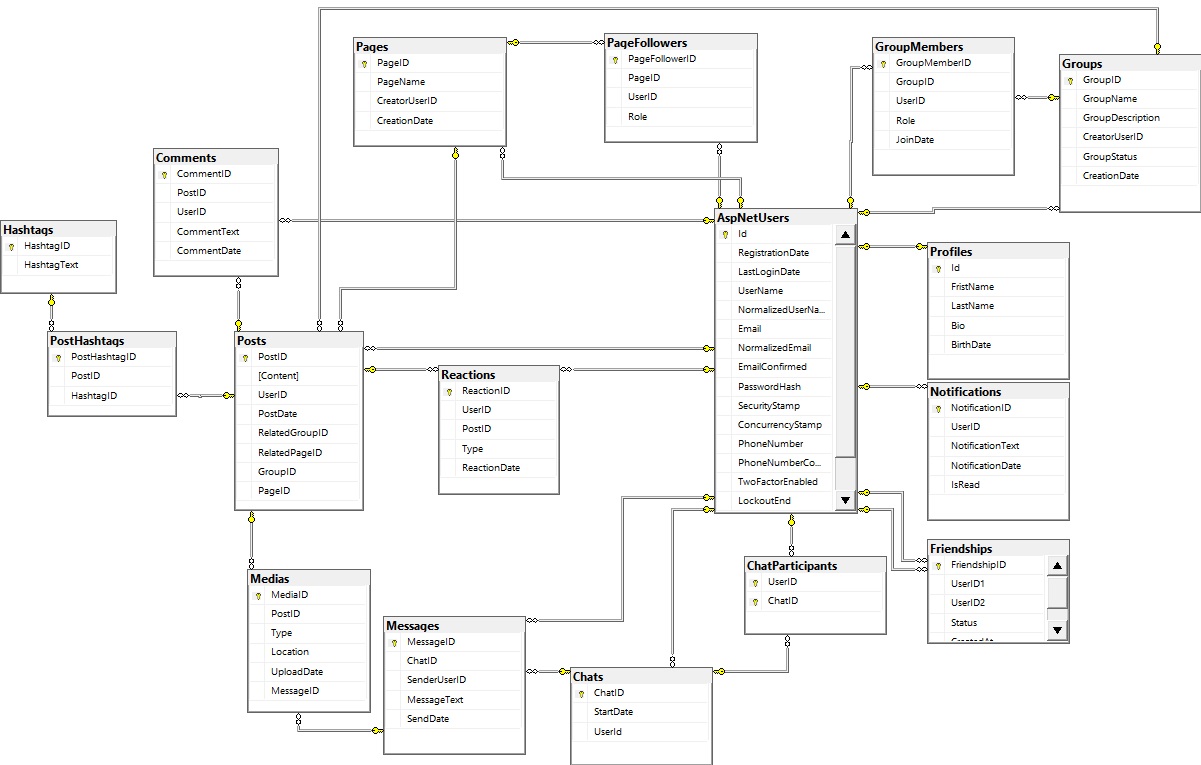 Pages
PageID
PageName
CreatorUserID
CreationDate
PageFollowers
PageFollowerID
PageID
UserID
Role
GroupMembers
GroupMemberID
GroupID
UserID
Role
JoinDate
Groups
GroupID
GroupName
GroupDescription
CreatorUserID
GroupStatus
CreationDate
Comments
CommentID
PostID
UserID
CommentText
CommentDate
Hashtags
HashtagID
HashtagText
AspNetUsers
Id
RegistrationDate
LastLoginDate
UserName
NormalizedUserNa...
Email
NormalizedEmail
EmailConfirmed
PasswordHash
SecurityStamp
ConcurrencyStamp
PhoneNumber
PhoneNumberCo...
TwoFactorEnabled
LockoutEnd
Profiles
Id
FristName
LastName
Bio
BirthDate
PostHashtags
PostHashtagID
PostID
HashtagID
Posts
PostID
[Content]
UserID
PostDate
RelatedGroupID
RelatedPageID
GroupID
PageID
Reactions
ReactionID
UserID
PostID
Type
ReactionDate
Notifications
NotificationID
UserID
NotificationText
NotificationDate
IsRead
Friendships
FriendshipID
UserID1
UserID2
Status
CreatedAt
ChatParticipants
UserID
ChatID
Medias
MediaID
PostID
Type
Location
UploadDate
MessageID
Messages
MessageID
ChatID
SenderUserID
MessageText
SendDate
Chats
ChatID
StartDate
UserId